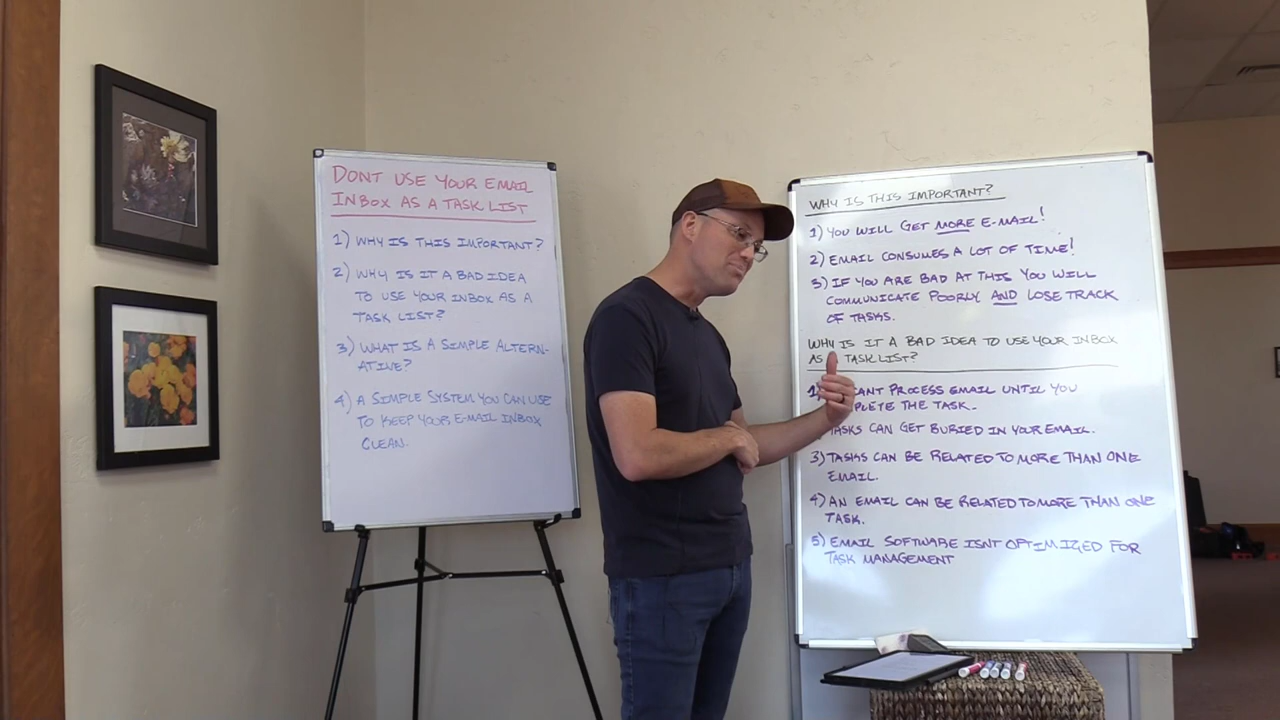 DONT USE YOUR EMAIL
INBOX AS A TASK LIST
1) WHY IS THIS IMPORTANT?
2) WHY IS IT A BAD IDEA
TO USE YOUR INBOX AS A
TASK LIST?
3) WHAT IS A SIMPLE ALTERN-
ATIVE?
4) A SIMPLE SYSTEM YOU CAN USE
TO KEEP YOUR E-MAIL INBOX
CLEAN.
WHY IS THIS IMPORTANT?
1) YOU WILL GET MORE E-MAIL!
2) EMAIL CONSUMES A LOT OF TIME!
3) IF YOU ARE BAD AT THIS YOU WILL
COMMUNICATE POORLY AND LOSE TRACK
OF TASKS.
WHY IS IT A BAD IDEA TO USE YOUR INBOX
AS TASK LIST?
1) CANT PROCESS EMAIL UNTIL YOU
THE TASK.
TASKS CAN GET BURIED IN YOUR EMAIL.
3) TASKS CAN BE RELATED TO MORE THAN ONE
EMAIL.
4) AN EMAIL CAN BE RELATED TO MORE THAN ONE
TASK.
5) EMAIL SOFTWARE ISNT OPTIMIZED FOR
TASK MANAGEMENT